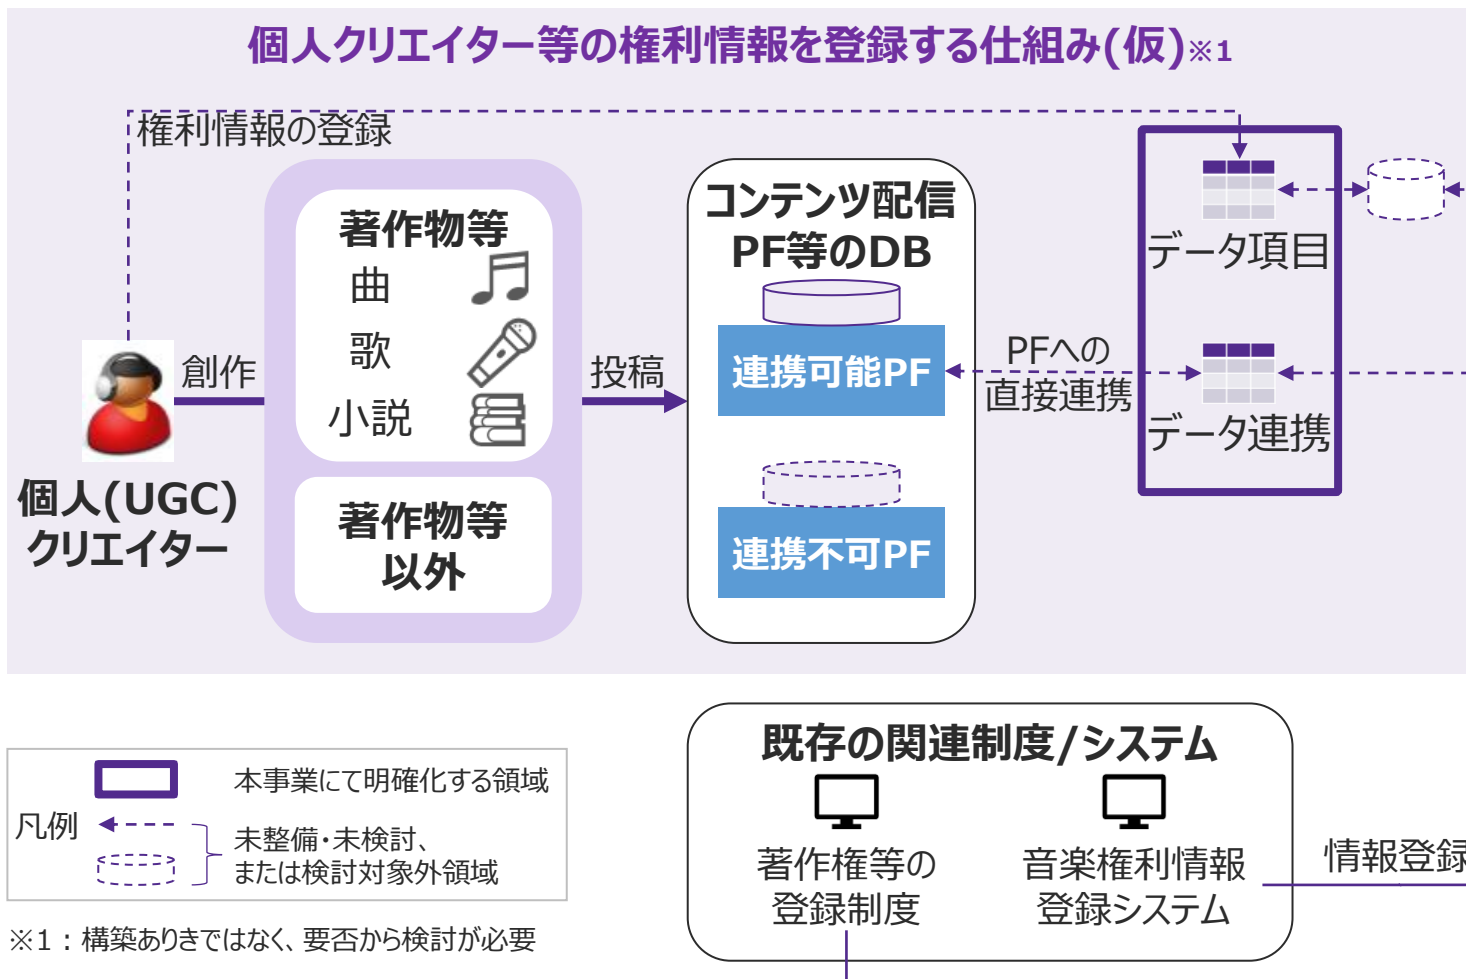 個人クリエイター等の権利情報を登録する仕組み(仮)※1
権利情報の登録
創作
個人(UGC)
クリエイター
著作物等
曲
歌
小説
著作物等
以外
投稿
コンテンツ配信
PF等のDB
連携可能PF
連携不可PF
PFへの
直接連携
データ項目
データ連携
既存の関連制度/システム
著作権等の
登録制度
音楽権利情報
登録システム
情報登録
凡例
本事業にて明確化する領域
未整備・未検討、
または検討対象外領域
※1：構築ありきではなく、要否から検討が必要